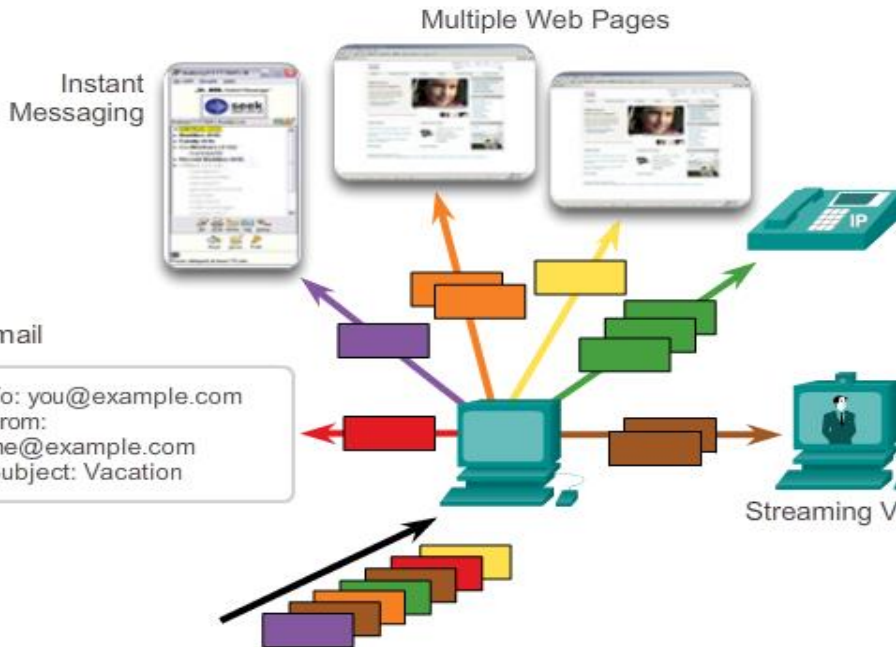 Multiple Web Pages
Instant
Messaging
seek
IP
mail
o: you@example.com
rom:
ne@example.com
ubject: Vacation
Streaming V